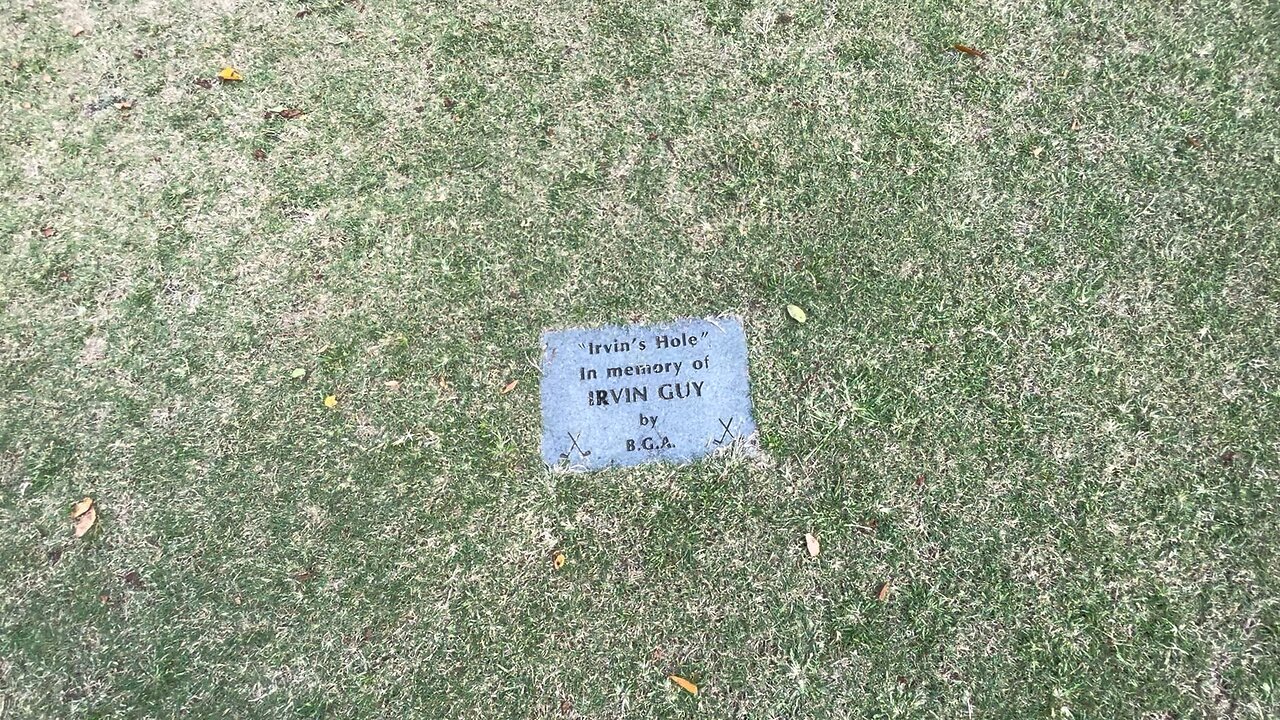 "Irvin's Hole"
In memory of
IRVIN GUY
by
B.G.A.